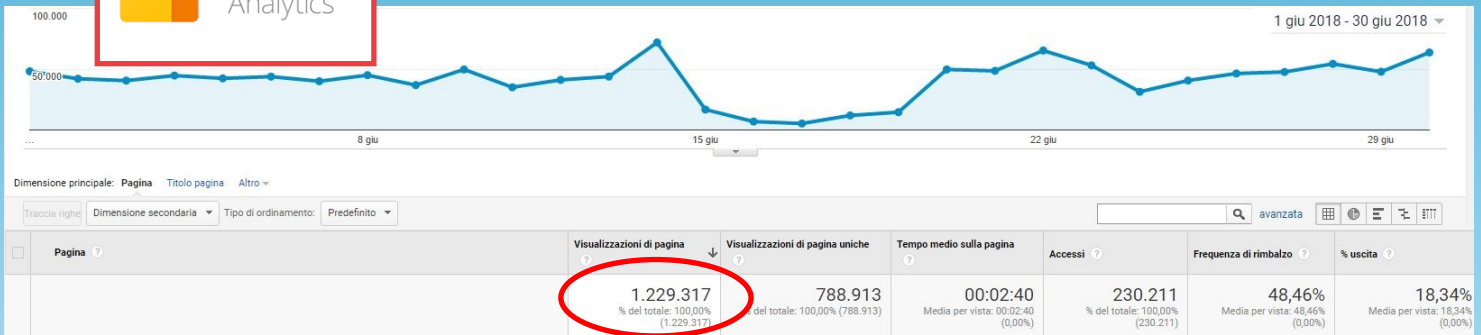 Analytics
100.000
1 giu 2018 - 30 giu 2018
50.000
... 8 giu 15 giu 22 giu 29 giu
Dimensione principale: Pagina Titolo pagina Altro
Traccia righe Dimensione secondaria Tipo di ordinamento: Predefinito avanzata
Pagina ? Visualizzazioni di pagina ? Visualizzazioni di pagina uniche ? Tempo medio sulla pagina ? Accessi ? Frequenza di rimbalzo ? % uscita ?
1.229.317 788.913 00:02:40 230.211 48,46% 18,34%
% del totale: 100,00% % del totale: 100,00% (788.913) Media per vista: 00:02:40 % del totale: 100,00% Media per vista: 48,46% Media per vista: 18,34%
(1.229.317) (0,00%) (230.211) (0,00%) (0,00%)